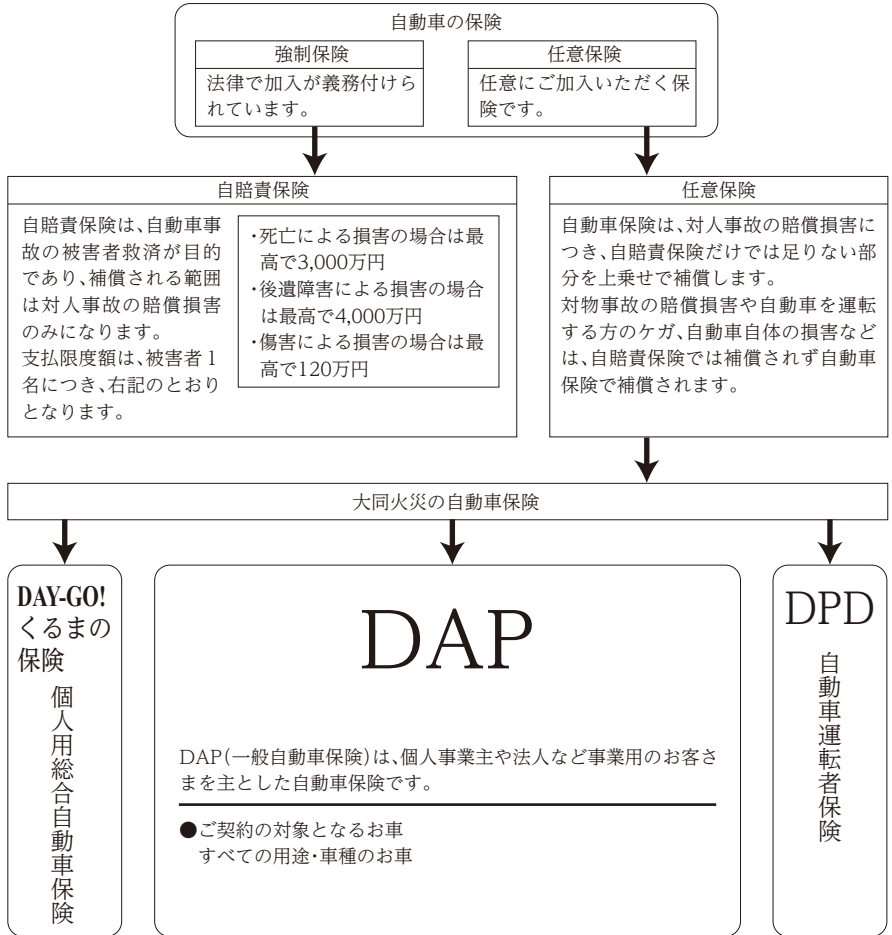 自動車の保険
強制保険
法律で加入が義務付けら
れています。
任意保険
任意にご加入いただく保
険です。
自賠責保険
自賠責保険は、自動車事
故の被害者救済が目的
であり、補償される範囲
は対人事故の賠償損害
のみになります。
支払限度額は、被害者1
名につき、右記のとおり
となります。
・死亡による損害の場合は最
高で3,000万円
・後遺障害による損害の場合
は最高で4,000万円
・傷害による損害の場合は最
高で120万円
任意保険
自動車保険は、対人事故の賠償損害に
つき、自賠責保険だけでは足りない部
分を上乗せで補償します。
対物事故の賠償損害や自動車を運転
する方のケガ、自動車自体の損害など
は、自賠責保険では補償されず自動車
保険で補償されます。
大同火災の自動車保険
DAY-GO!
くるまの
保険
個人用総合自動車保険
DAP
DAP(一般自動車保険)は、個人事業主や法人など事業用のお客さ
まを主とした自動車保険です。
●ご契約の対象となるお車
すべての用途・車種のお車
DPD
自動車運転者保険